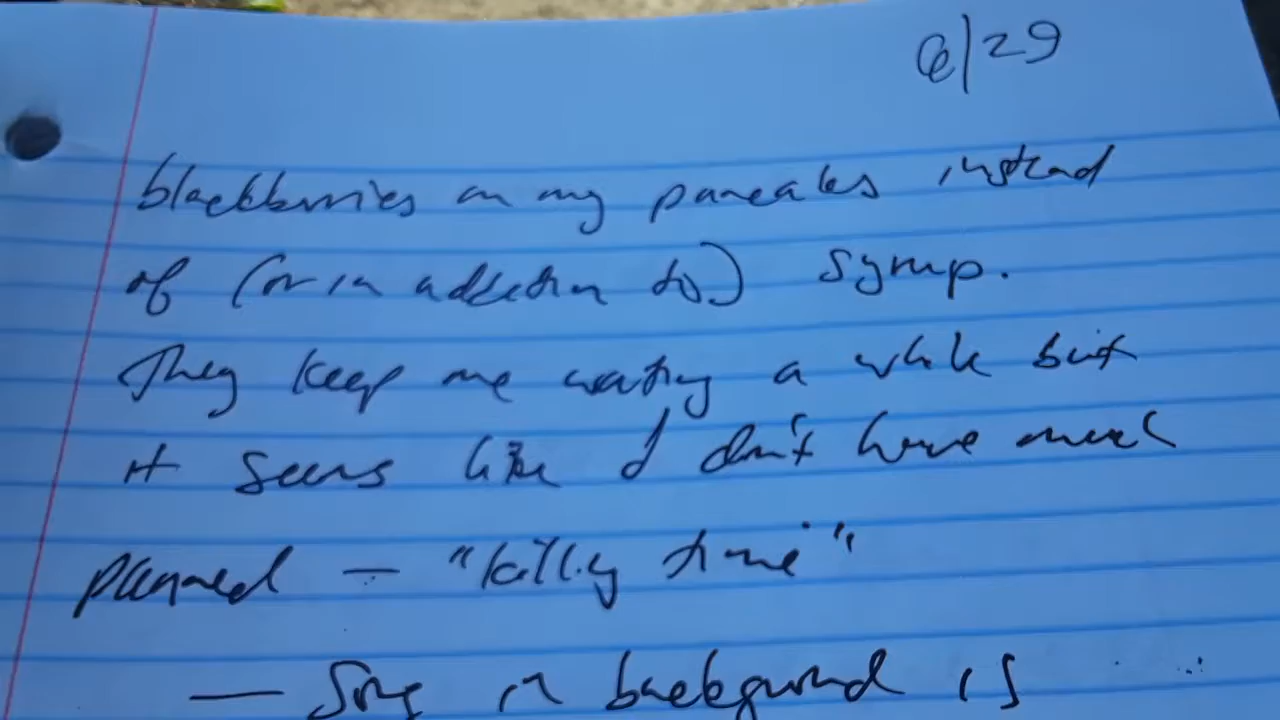 6/29
blackberries on my pancakes instead
of (or in addition to) syrup.
They keep me waiting a while but
it seems like I don't have much
planned — "killing time"
— Song in background is